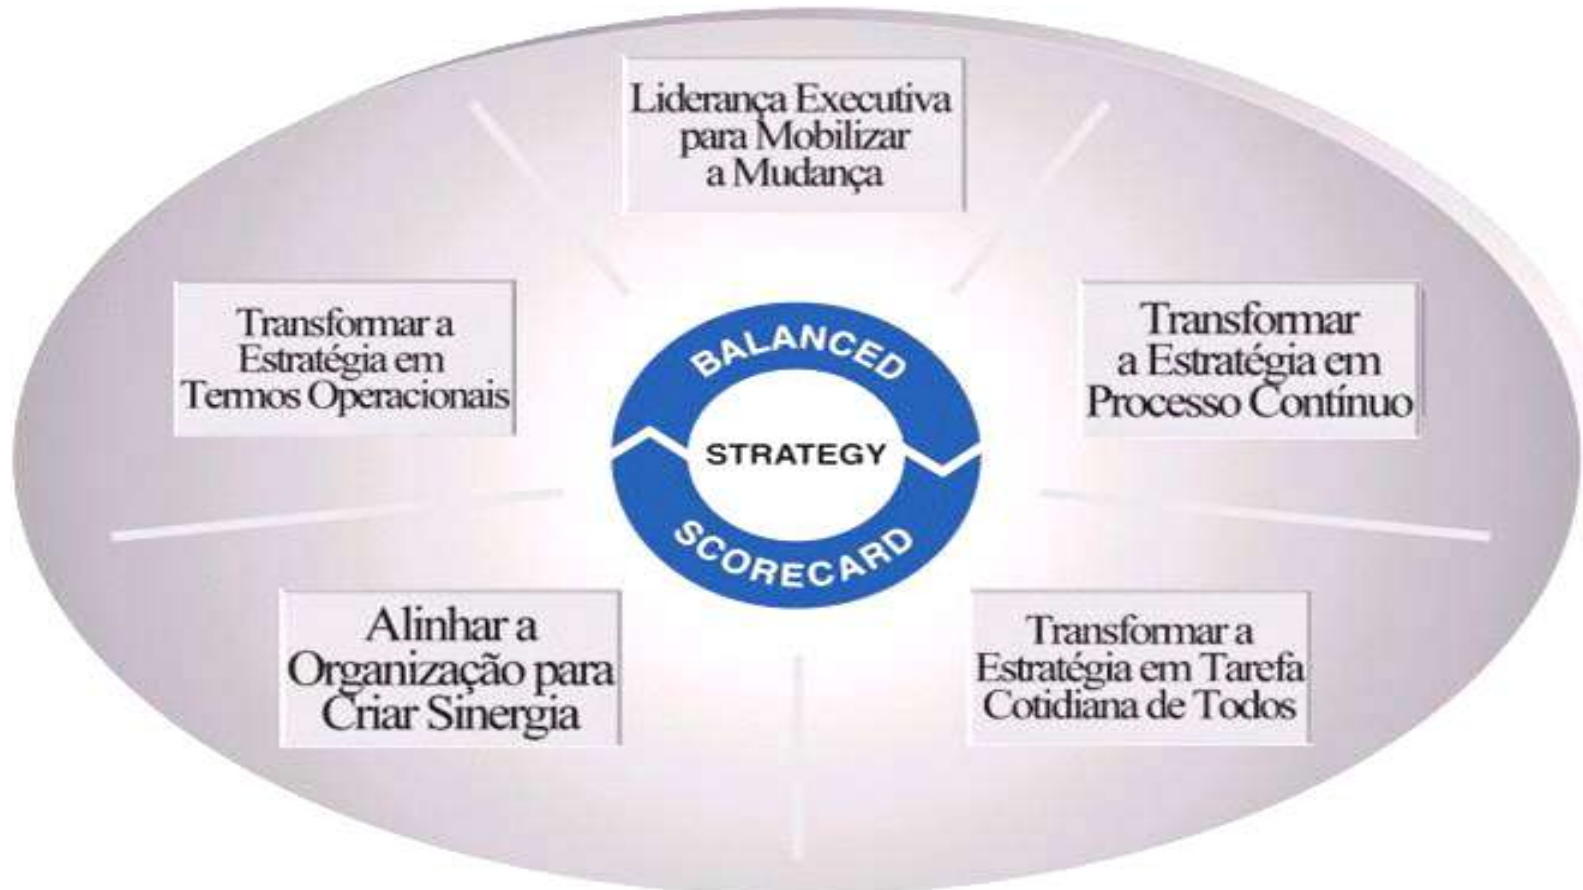 Liderança Executiva
para Mobilizar
a Mudança
Transformar a
Estratégia em
Termos Operacionais
Transformar
a Estratégia em
Processo Contínuo
BALANCED
STRATEGY
SCORECARD
Alinhar a
Organização para
Criar Sinergia
Transformar a
Estratégia em Tarefa
Cotidiana de Todos